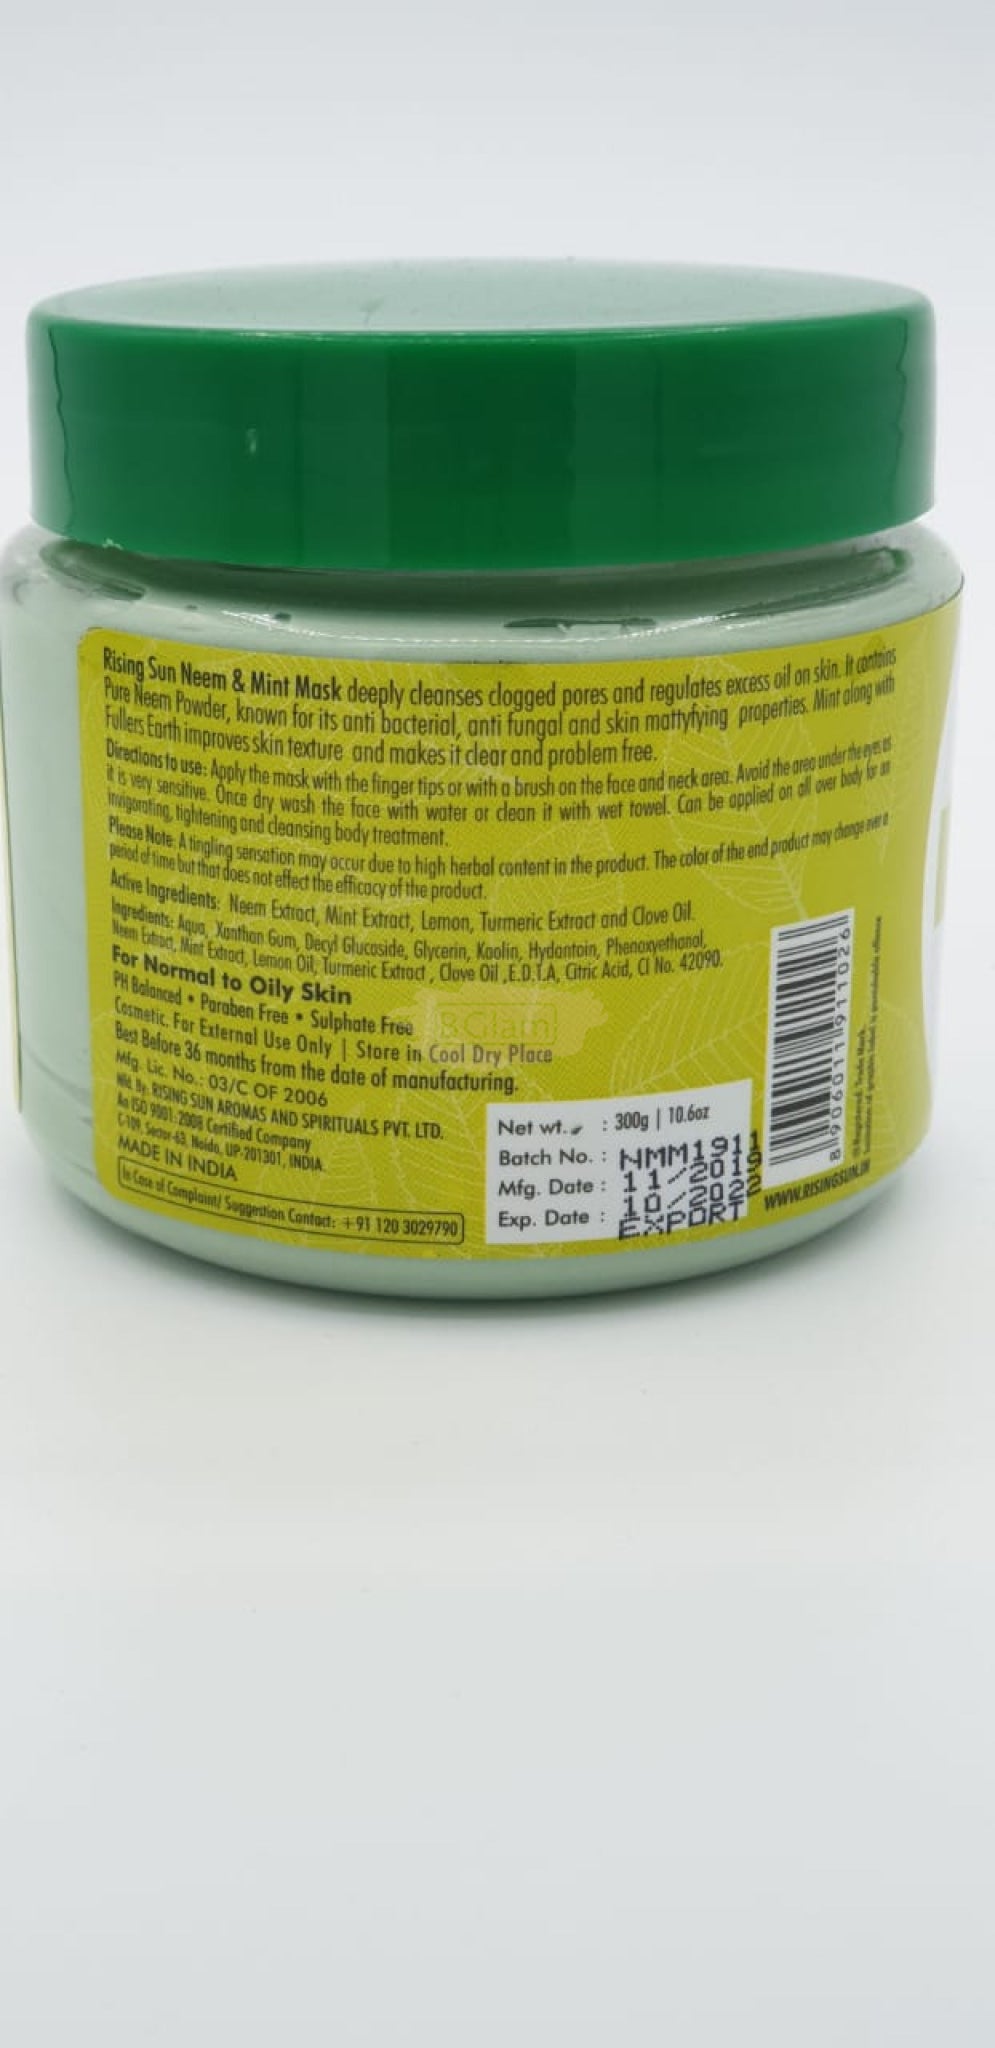 Rising Sun Neem & Mint Mask deeply cleanses clogged pores and regulates excess oil on skin. It contains
Pure Neem Powder, known for its anti bacterial, anti fungal and skin mattyfying properties. Mint along with
Fullers Earth improves skin texture and makes it clear and problem free.
Directions to use: Apply the mask with the finger tips or with a brush on the face and neck area. Avoid the area under the eyes as
it is very sensitive. Once dry wash the face with water or clean it with wet towel. Can be applied on all over body for an
invigorating, tightening and cleansing body treatment.
Please Note: A tingling sensation may occur due to high herbal content in the product. The color of the end product may change over a
period of time but that does not effect the efficacy of the product.
Active Ingredients: Neem Extract, Mint Extract, Lemon, Turmeric Extract and Clove Oil.
Ingredients: Aqua, Xanthan Gum, Decyl Glucoside, Glycerin, Kaolin, Hydantoin, Phenoxyethanol,
Neem Extract, Mint Extract, Lemon Oil, Turmeric Extract , Clove Oil ,E.D.T.A, Citric Acid, CI No. 42090.
For Normal to Oily Skin
PH Balanced • Paraben Free • Sulphate Free
Cosmetic. For External Use Only | Store in Cool Dry Place
Best Before 36 months from the date of manufacturing.
Mfg. Lic. No.: 03/C OF 2006
Mfd. By: RISING SUN AROMAS AND SPIRITUALS PVT. LTD.
An ISO 9001:2008 Certified Company
C-109, Sector-63, Noida, UP-201301, INDIA
MADE IN INDIA
In Case of Complaint/ Suggestion Contact: +91 120 3029790
BGlam
Net wt. : 300g | 10.6oz
Batch No. : NMM1911
Mfg. Date : 11/2019
Exp. Date : 10/2022
EXPORT
8906011911026
®Registered. Trade Mark.
Imitation of product label is punishable offence
WWW.RISINGSUN.IN